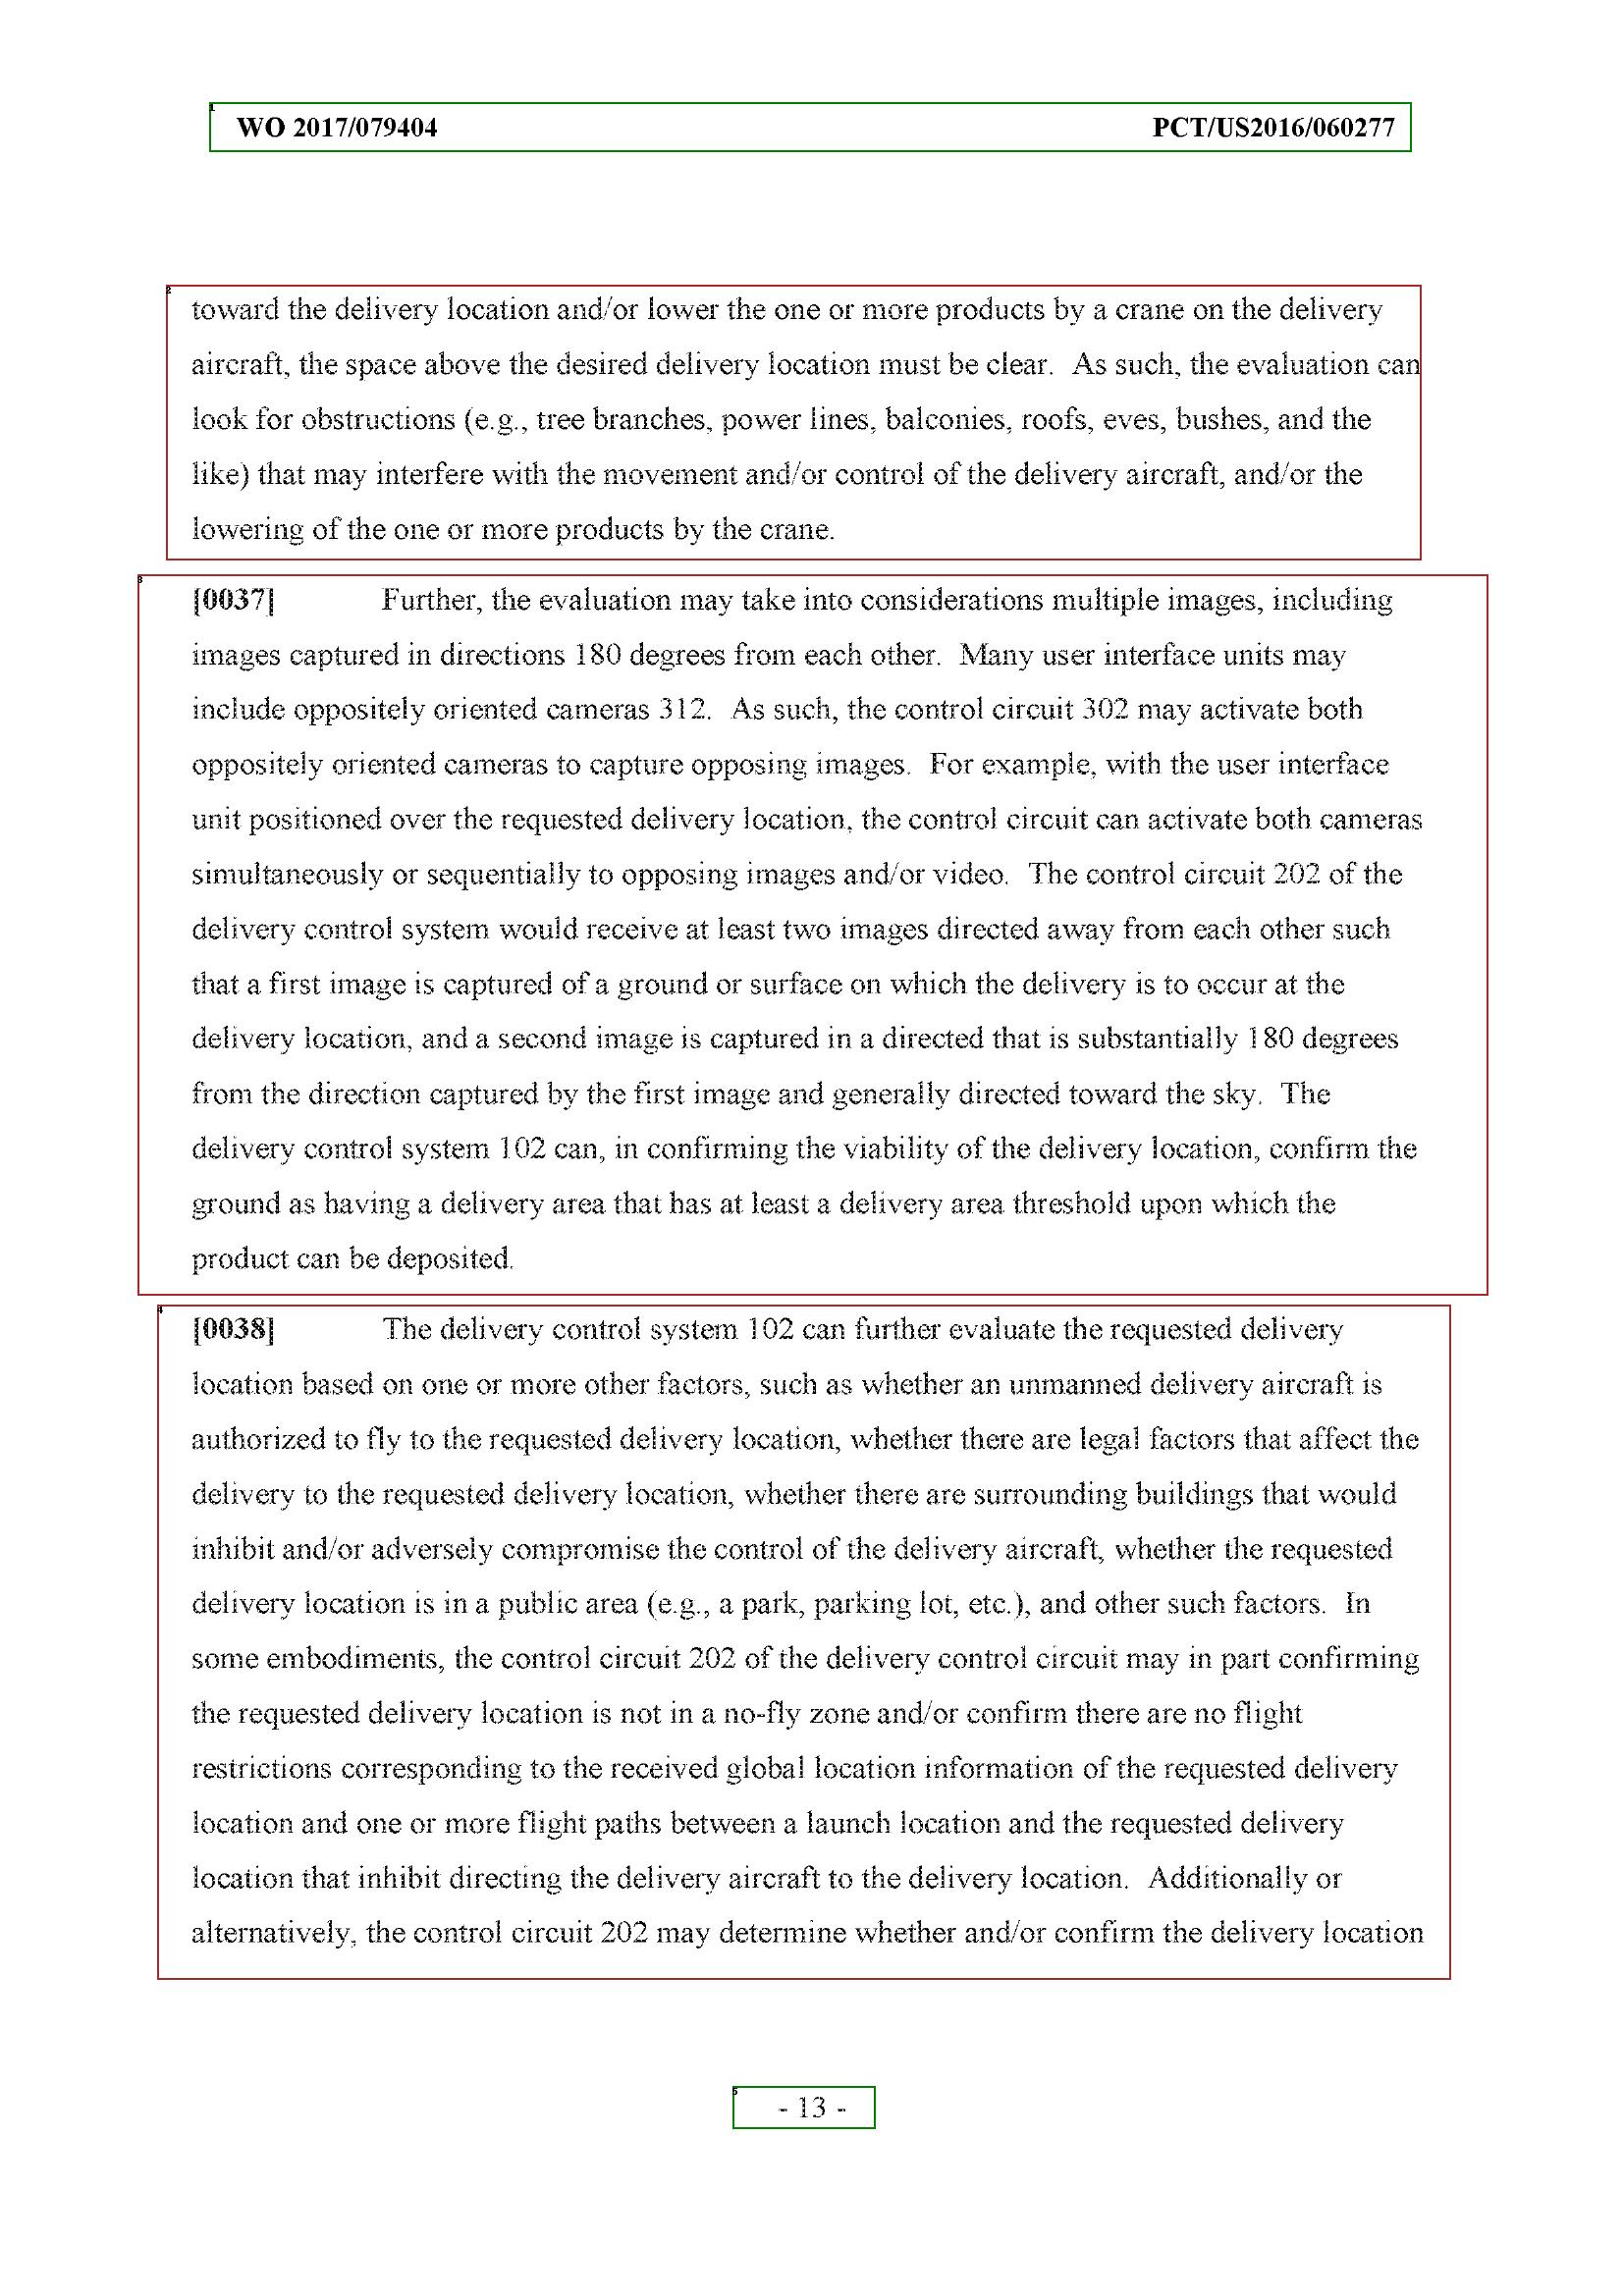 WO 2017/079404 PCT/US2016/060277
toward the delivery location and/or lower the one or more products by a crane on the delivery
aircraft, the space above the desired delivery location must be clear. As such, the evaluation can
look for obstructions (e.g., tree branches, power lines, balconies, roofs, eves, bushes, and the
like) that may interfere with the movement and/or control of the delivery aircraft, and/or the
lowering of the one or more products by the crane.
[0037] Further, the evaluation may take into considerations multiple images, including
images captured in directions 180 degrees from each other. Many user interface units may
include oppositely oriented cameras 312. As such, the control circuit 302 may activate both
oppositely oriented cameras to capture opposing images. For example, with the user interface
unit positioned over the requested delivery location, the control circuit can activate both cameras
simultaneously or sequentially to opposing images and/or video. The control circuit 202 of the
delivery control system would receive at least two images directed away from each other such
that a first image is captured of a ground or surface on which the delivery is to occur at the
delivery location, and a second image is captured in a directed that is substantially 180 degrees
from the direction captured by the first image and generally directed toward the sky. The
delivery control system 102 can, in confirming the viability of the delivery location, confirm the
ground as having a delivery area that has at least a delivery area threshold upon which the
product can be deposited.
[0038] The delivery control system 102 can further evaluate the requested delivery
location based on one or more other factors, such as whether an unmanned delivery aircraft is
authorized to fly to the requested delivery location, whether there are legal factors that affect the
delivery to the requested delivery location, whether there are surrounding buildings that would
inhibit and/or adversely compromise the control of the delivery aircraft, whether the requested
delivery location is in a public area (e.g., a park, parking lot, etc.), and other such factors. In
some embodiments, the control circuit 202 of the delivery control circuit may in part confirming
the requested delivery location is not in a no-fly zone and/or confirm there are no flight
restrictions corresponding to the received global location information of the requested delivery
location and one or more flight paths between a launch location and the requested delivery
location that inhibit directing the delivery aircraft to the delivery location. Additionally or
alternatively, the control circuit 202 may determine whether and/or confirm the delivery location
- 13 -